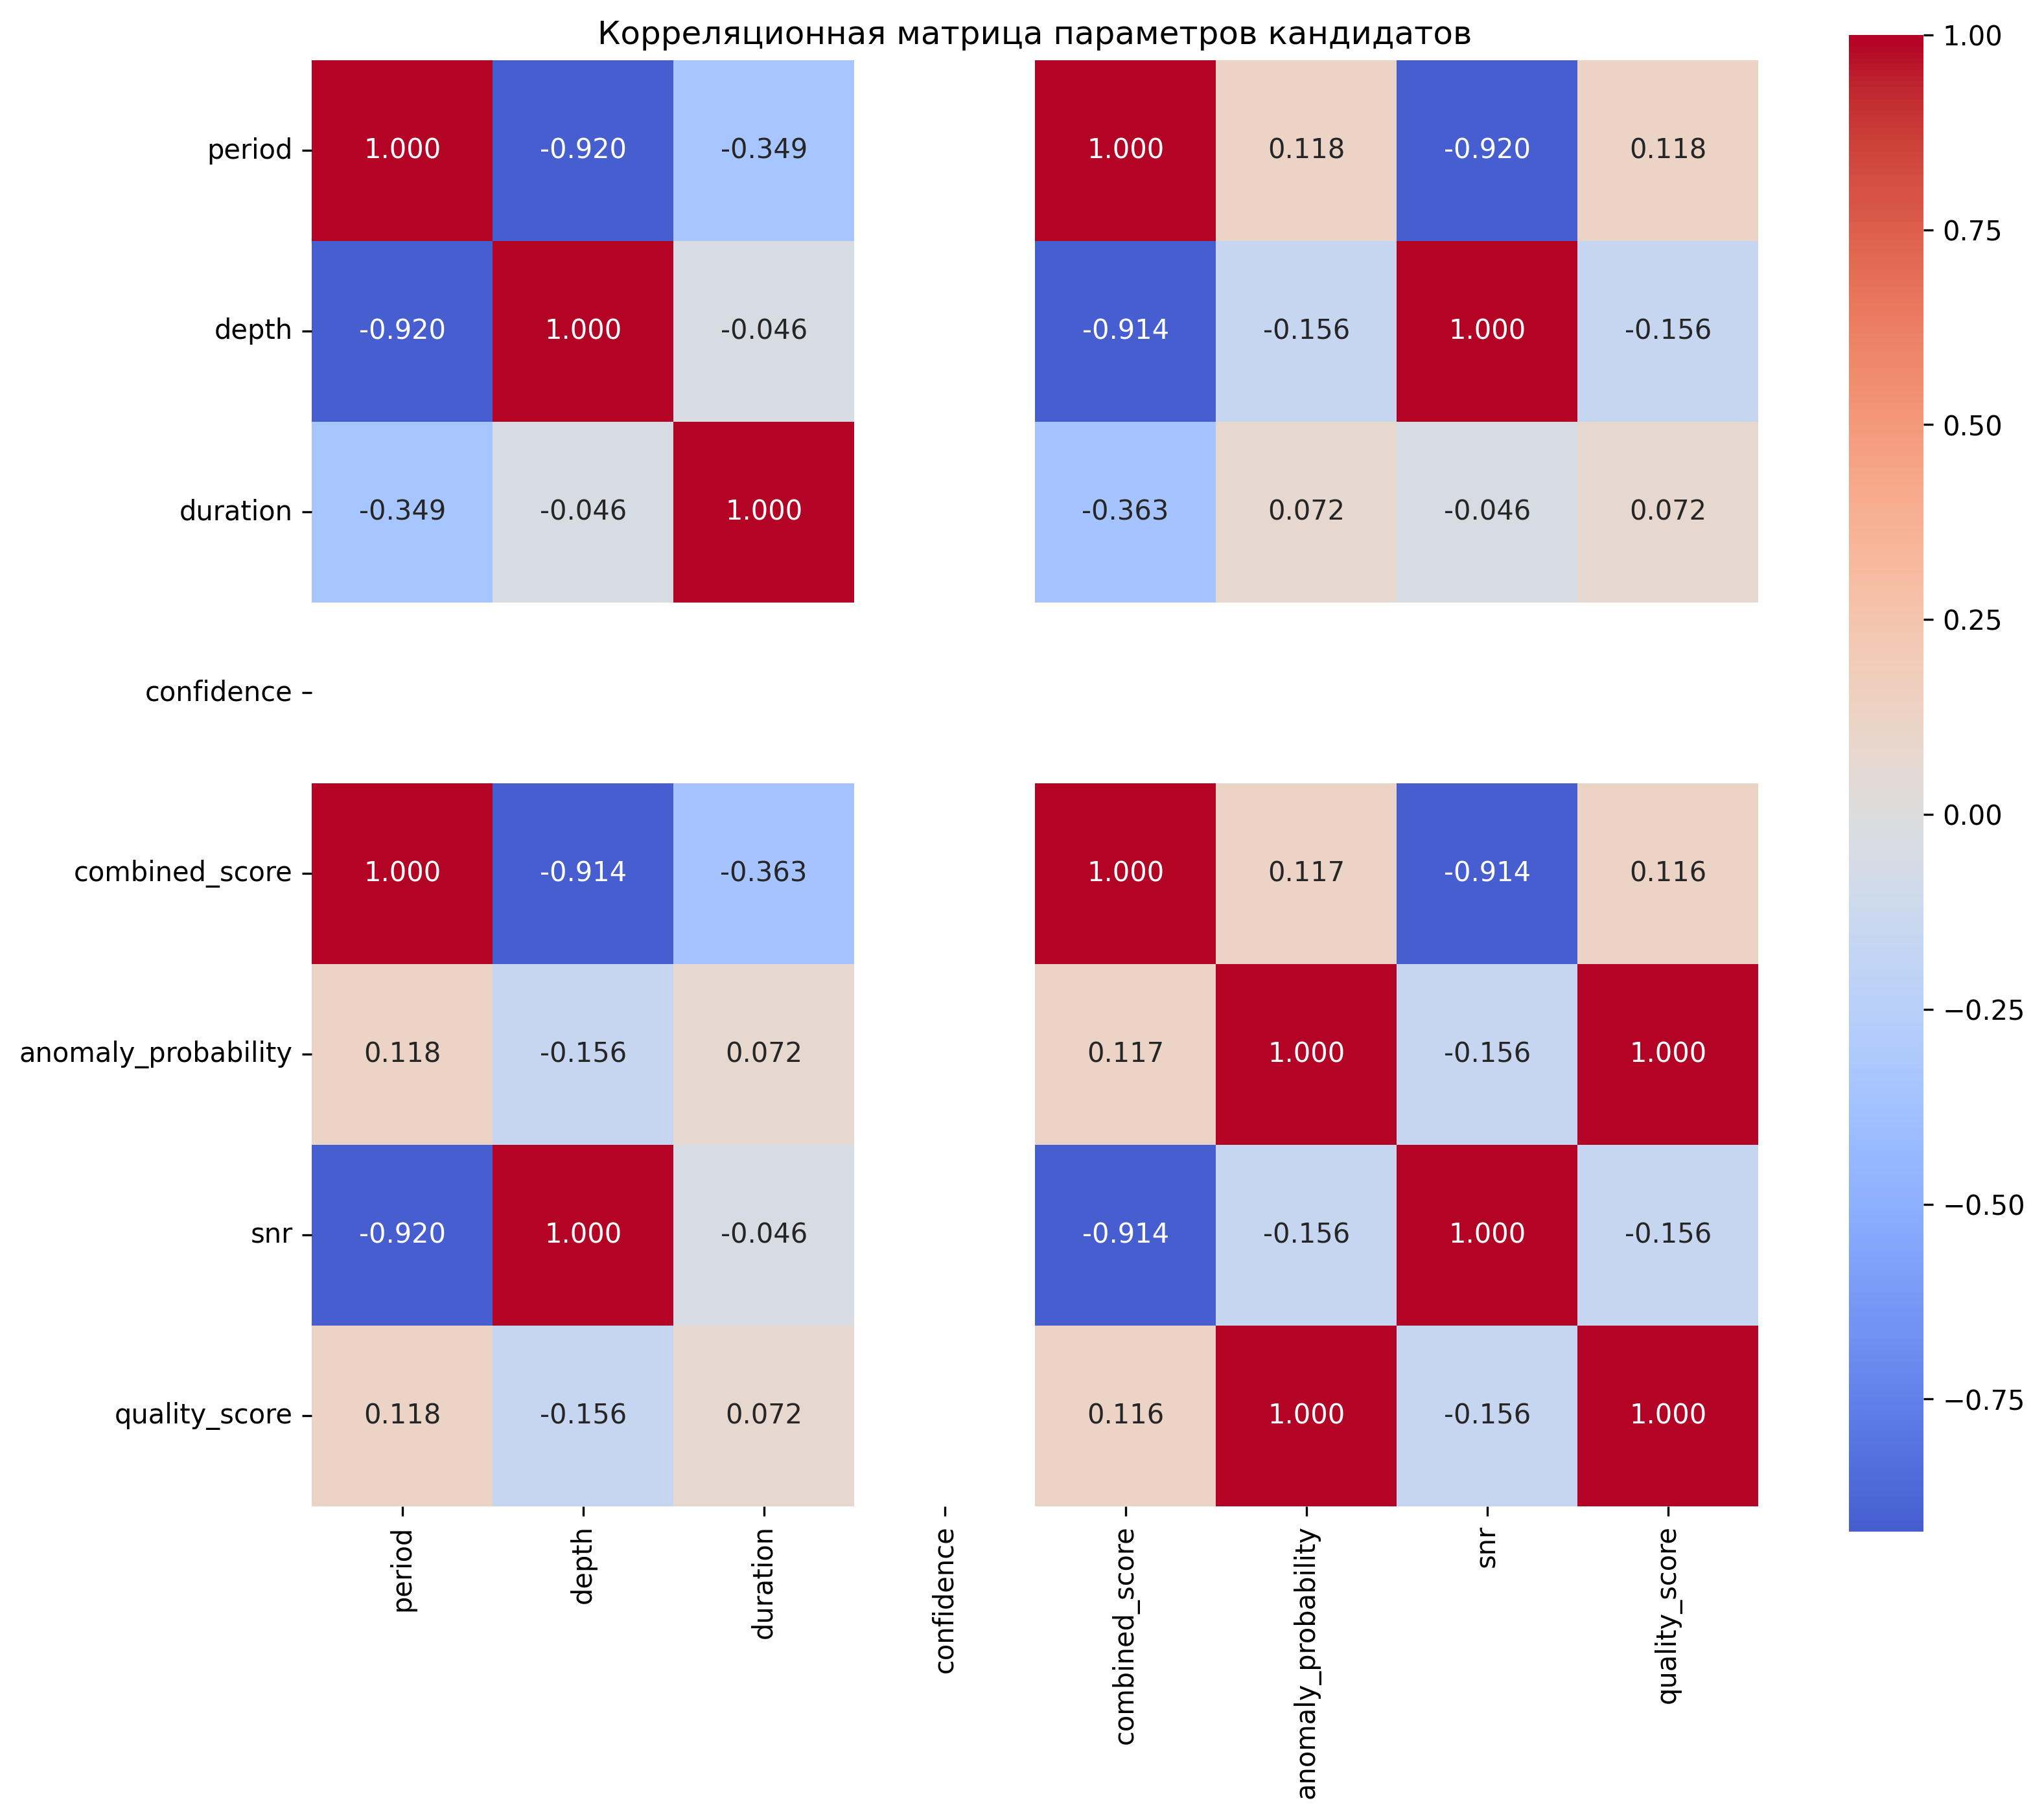 Корреляционная матрица параметров кандидатов
period 1.000 -0.920 -0.349 1.000 0.118 -0.920 0.118
depth -0.920 1.000 -0.046 -0.914 -0.156 1.000 -0.156
duration -0.349 -0.046 1.000 -0.363 0.072 -0.046 0.072
confidence
combined_score 1.000 -0.914 -0.363 1.000 0.117 -0.914 0.116
anomaly_probability 0.118 -0.156 0.072 0.117 1.000 -0.156 1.000
snr -0.920 1.000 -0.046 -0.914 -0.156 1.000 -0.156
quality_score 0.118 -0.156 0.072 0.116 1.000 -0.156 1.000
period
depth
duration
confidence
combined_score
anomaly_probability
snr
quality_score
1.00
0.75
0.50
0.25
0.00
−0.25
−0.50
−0.75